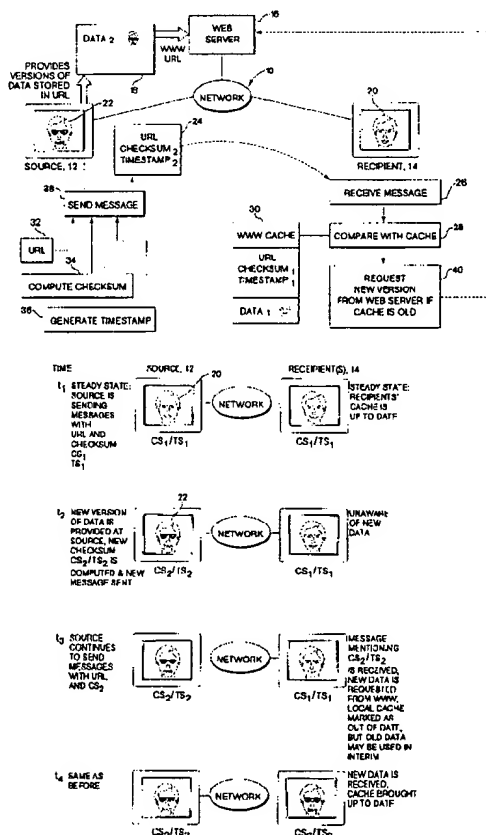 DATA 2
WEB
SERVER
16
WWW
URL
18
10
NETWORK
PROVIDES
VERSIONS OF
DATA STORED
IN URL
22
SOURCE, 12
24
URL
CHECKSUM 2
TIMESTAMP 2
20
RECIPIENT, 14
RECEIVE MESSAGE
26
38
SEND MESSAGE
32
URL
34
COMPUTE CHECKSUM
36
GENERATE TIMESTAMP
30
WWW CACHE
URL
CHECKSUM 1
TIMESTAMP 1
DATA 1
COMPARE WITH CACHE
28
REQUEST
NEW VERSION
FROM WEB SERVER IF
CACHE IS OLD
40
TIME
SOURCE, 12
20
RECEIPIENT(S), 14
t1 STEADY STATE:
SOURCE IS
SENDING
MESSAGES
WITH
URL AND
CHECKSUM
CS1
TS1
CS1/TS1
NETWORK
CS1/TS1
STEADY STATE:
RECIPIENTS'
CACHE IS
UP TO DATE
t2 NEW VERSION
OF DATA IS
PROVIDED AT
SOURCE, NEW
CHECKSUM
CS2/TS2 IS
COMPUTED & NEW
MESSAGE SENT
22
CS2/TS2
NETWORK
CS1/TS1
UNAWARE
OF NEW
DATA
t3 SOURCE
CONTINUES
TO SEND
MESSAGES
WITH URL
AND CS2
CS2/TS2
NETWORK
CS1/TS1
MESSAGE
MENTIONING
CS2/TS2
IS RECEIVED,
NEW DATA IS
REQUESTED
FROM WWW,
LOCAL CACHE
MARKED AS
OUT OF DATE,
BUT OLD DATA
MAY BE USED IN
INTERIM
t4 SAME AS
BEFORE
CS2/TS2
NETWORK
CS2/TS2
NEW DATA IS
RECEIVED,
CACHE BROUGHT
UP TO DATE